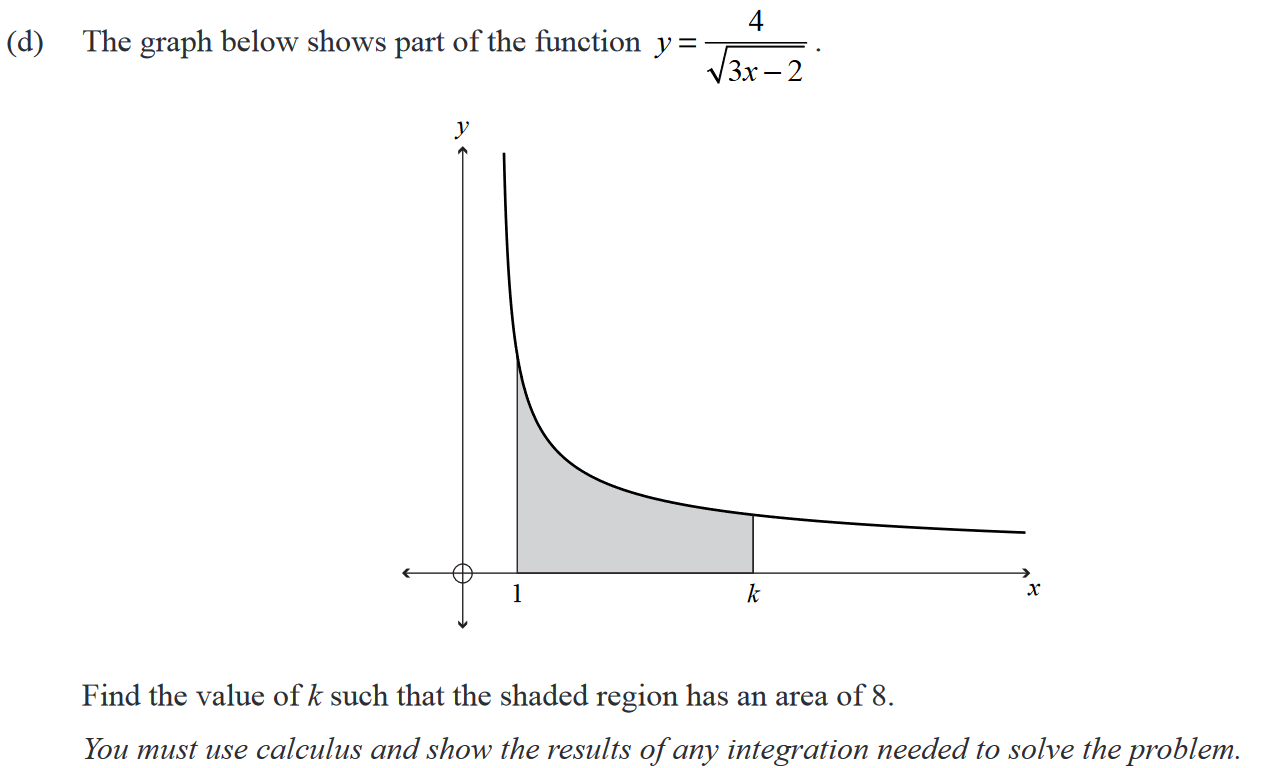 (d) The graph below shows part of the function y = 4/√(3x – 2) .
y
1 k x
Find the value of k such that the shaded region has an area of 8.
You must use calculus and show the results of any integration needed to solve the problem.